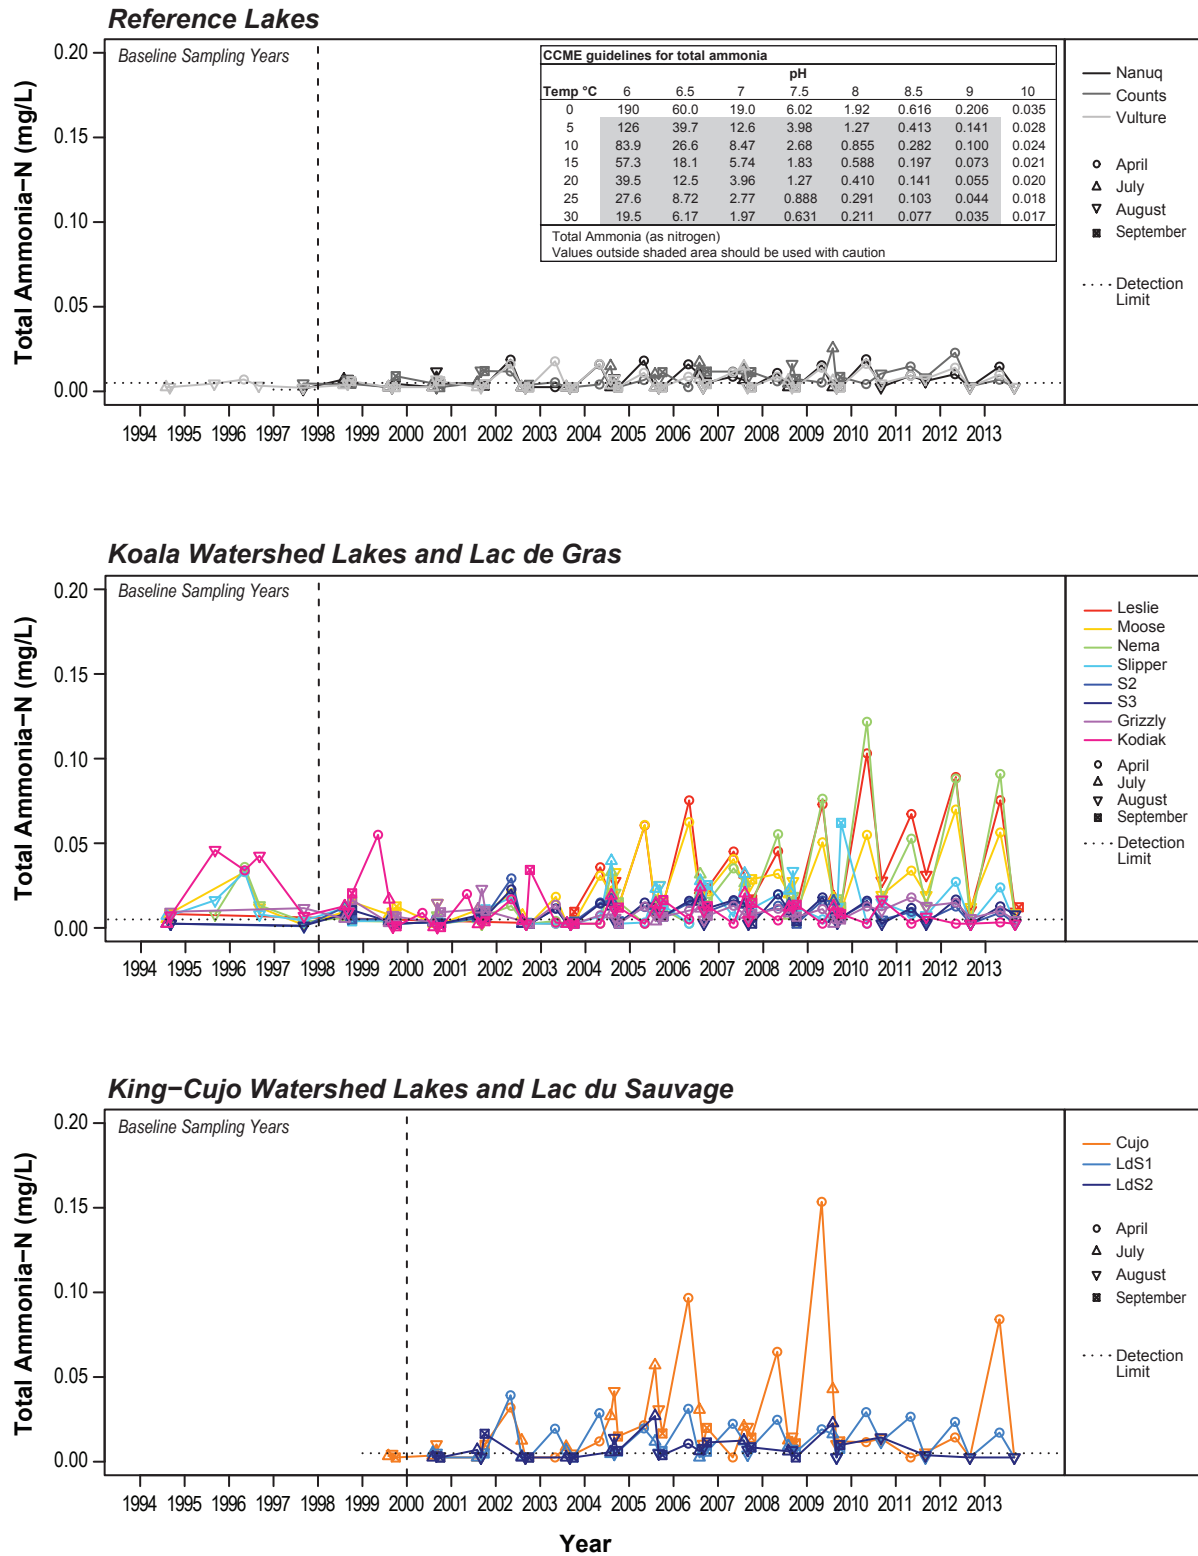 Reference Lakes
Baseline Sampling Years
Total Ammonia−N (mg/L)
0.20
0.15
0.10
0.05
0.00
CCME guidelines for total ammonia
pH
Temp °C 6 6.5 7 7.5 8 8.5 9 10
0 190 60.0 19.0 6.02 1.92 0.616 0.206 0.035
5 126 39.7 12.6 3.98 1.27 0.413 0.141 0.028
10 83.9 26.6 8.47 2.68 0.855 0.282 0.100 0.024
15 57.3 18.1 5.74 1.83 0.588 0.197 0.073 0.021
20 39.5 12.5 3.96 1.27 0.410 0.141 0.055 0.020
25 27.6 8.72 2.77 0.888 0.291 0.103 0.044 0.018
30 19.5 6.17 1.97 0.631 0.211 0.077 0.035 0.017
Total Ammonia (as nitrogen)
Values outside shaded area should be used with caution
Nanuq
Counts
Vulture
April
July
August
September
Detection
Limit
1994 1995 1996 1997 1998 1999 2000 2001 2002 2003 2004 2005 2006 2007 2008 2009 2010 2011 2012 2013
Koala Watershed Lakes and Lac de Gras
Baseline Sampling Years
Total Ammonia−N (mg/L)
0.20
0.15
0.10
0.05
0.00
Leslie
Moose
Nema
Slipper
S2
S3
Grizzly
Kodiak
April
July
August
September
Detection
Limit
1994 1995 1996 1997 1998 1999 2000 2001 2002 2003 2004 2005 2006 2007 2008 2009 2010 2011 2012 2013
King−Cujo Watershed Lakes and Lac du Sauvage
Baseline Sampling Years
Total Ammonia−N (mg/L)
0.20
0.15
0.10
0.05
0.00
Cujo
LdS1
LdS2
April
July
August
September
Detection
Limit
1994 1995 1996 1997 1998 1999 2000 2001 2002 2003 2004 2005 2006 2007 2008 2009 2010 2011 2012 2013
Year